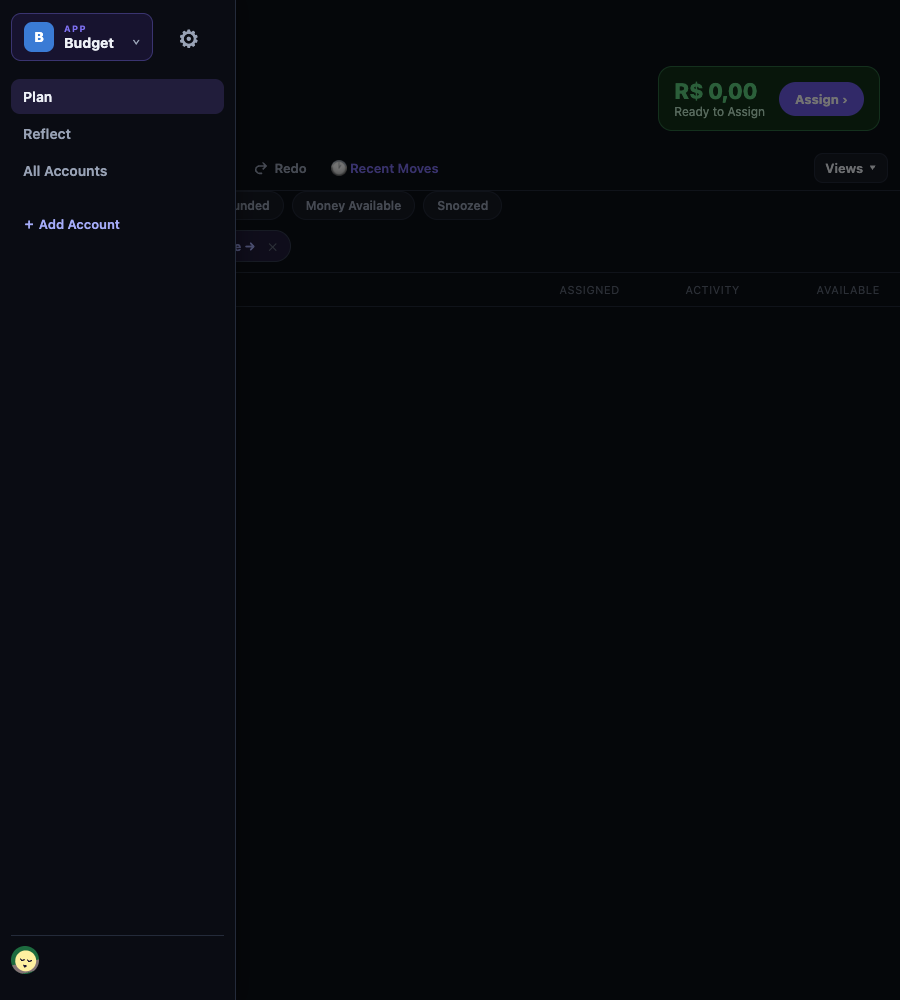 B
APP
Budget
Plan
Reflect
All Accounts
+ Add Account
R$ 0,00
Ready to Assign
Assign ›
Redo
Recent Moves
Views
Money Available
Snoozed
ASSIGNED
ACTIVITY
AVAILABLE